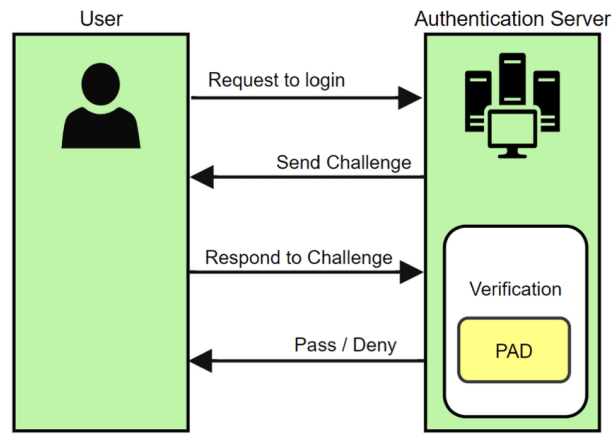 User
Authentication Server
Request to login
Send Challenge
Respond to Challenge
Verification
Pass / Deny
PAD